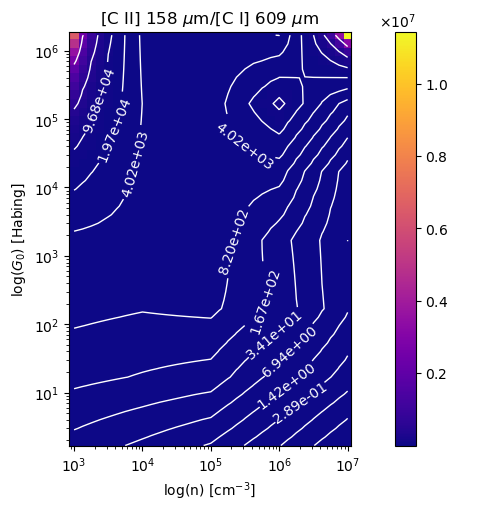 [C II] 158 μm/[C I] 609 μm
×10⁷
10⁶
10⁵
10⁴
10³
10²
10¹
log(G₀) [Habing]
9.68e+04
1.97e+04
4.02e+03
4.02e+03
8.20e+02
1.67e+02
3.41e+01
6.94e+00
1.42e+00
2.89e-01
1.0
0.8
0.6
0.4
0.2
10³ 10⁴ 10⁵ 10⁶ 10⁷
log(n) [cm⁻³]